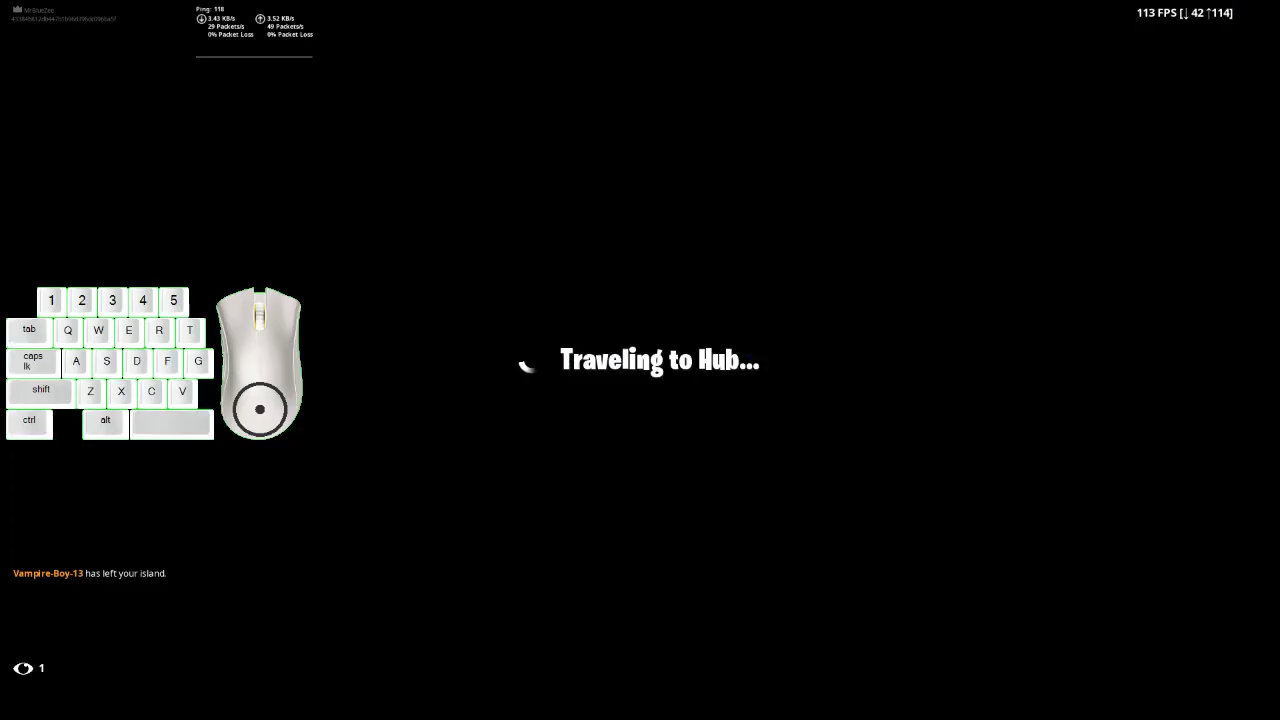 MrBlueZee
Ping: 118
3.43 KB/s 3.52 KB/s
29 Packets/s 49 Packets/s
0% Packet Loss 0% Packet Loss
113 FPS [↓ 42 ↑114]
1 2 3 4 5
tab Q W E R T
caps
lk A S D F G
shift Z X C V
ctrl alt
Traveling to Hub...
Vampire-Boy-13 has left your island.
1